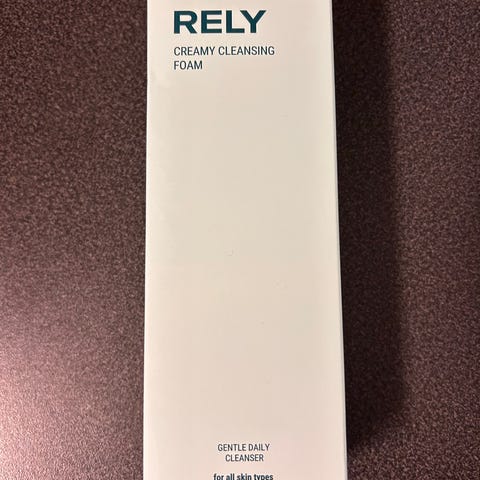 RELY
CREAMY CLEANSING
FOAM
GENTLE DAILY
CLEANSER
for all skin types